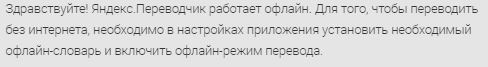 Здравствуйте! Яндекс.Переводчик работает офлайн. Для того, чтобы переводить
без интернета, необходимо в настройках приложения установить необходимый
офлайн-словарь и включить офлайн-режим перевода.